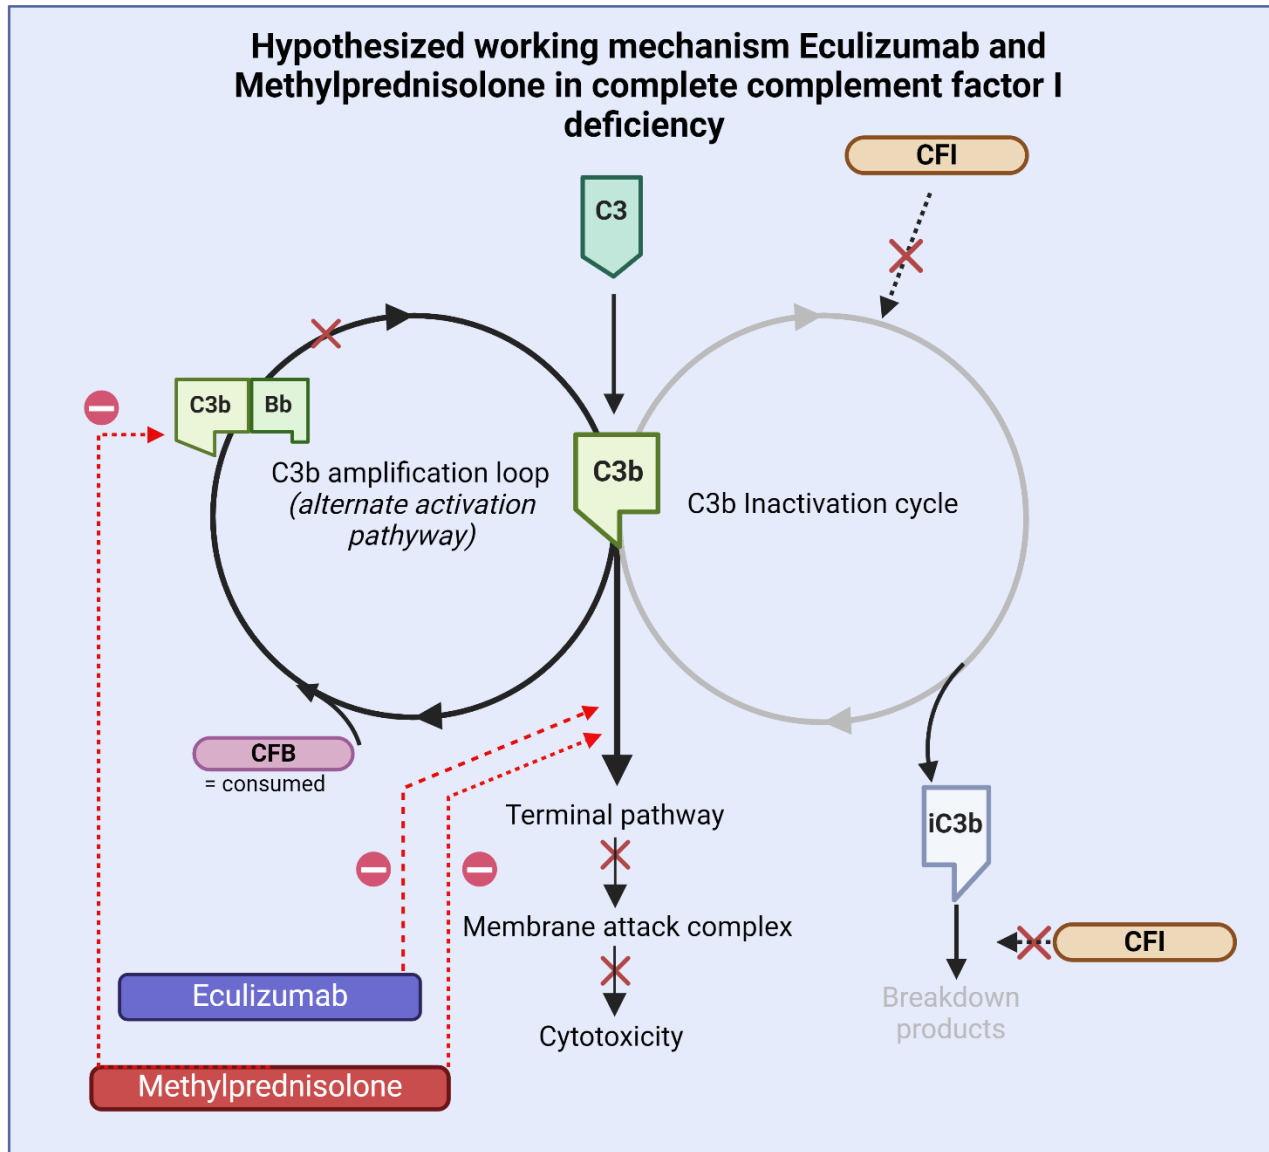 Hypothesized working mechanism Eculizumab and
Methylprednisolone in complete complement factor I
deficiency
CFI
C3
C3b
Bb
C3b amplification loop
(alternate activation
pathyway)
C3b
C3b Inactivation cycle
CFB
= consumed
Terminal pathway
iC3b
Membrane attack complex
CFI
Eculizumab
Breakdown
products
Cytotoxicity
Methylprednisolone